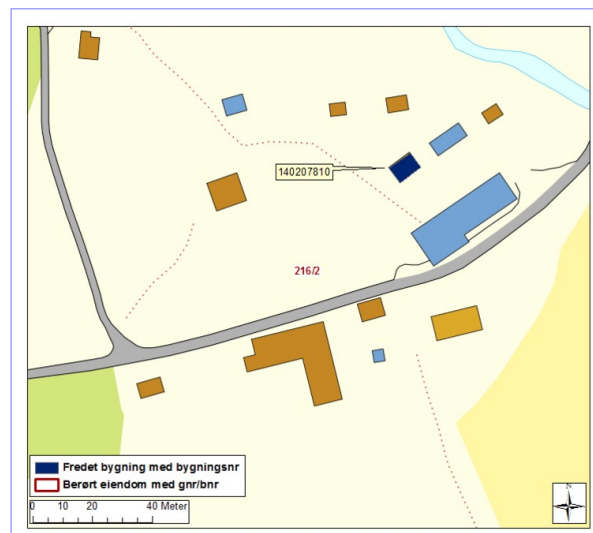 140207810
216/2
Fredet bygning med bygningsnr
Berørt eiendom med gnr/bnr
0 10 20 40 Meter
N